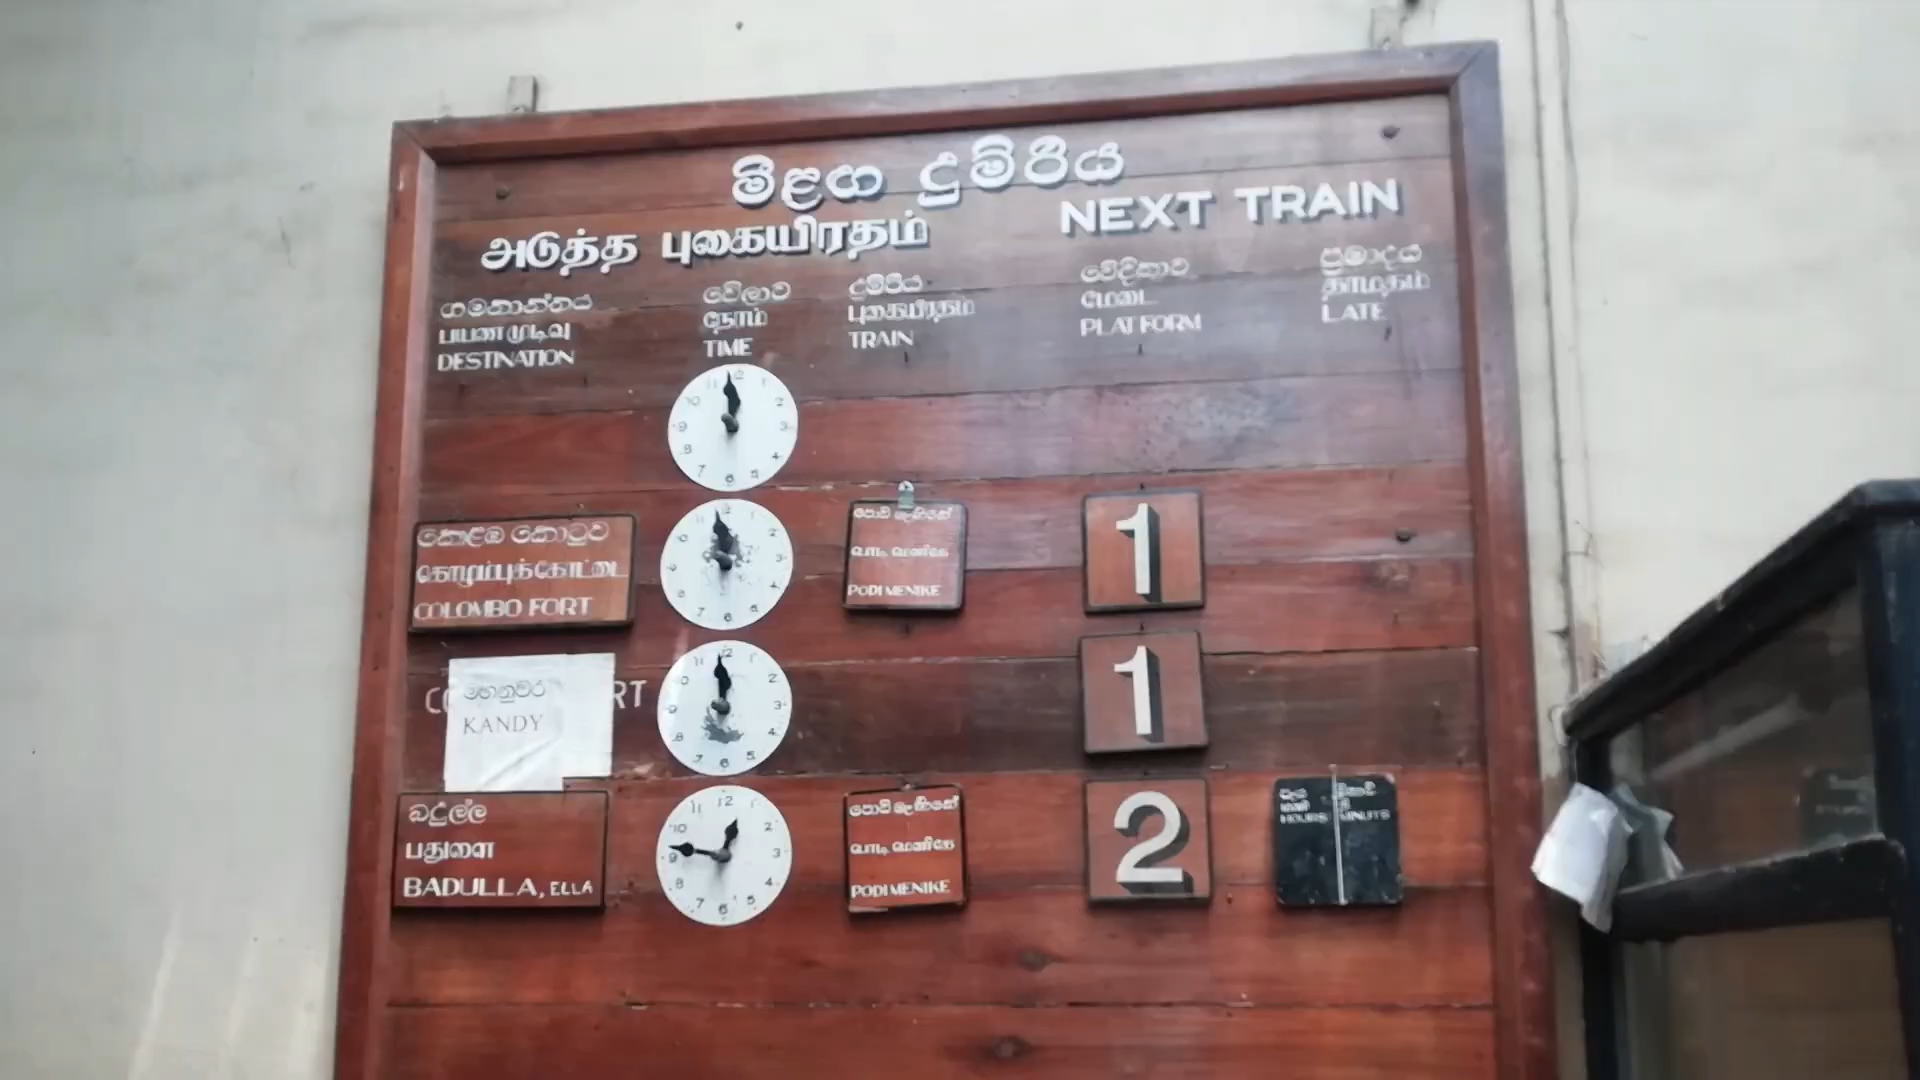 මීළඟ දුම්රිය
அடுத்த புகையிரதம்
NEXT TRAIN
ගමනාන්තය
பயண முடிவு
DESTINATION
වේලාව
நேரம்
TIME
දුම්රිය
புகையிரதம்
TRAIN
වේදිකාව
மேடை
PLATFORM
ප්‍රමාදය
தாமதம்
LATE
කොළඹ කොටුව
கொழும்புக்கோட்டை
COLOMBO FORT
පොඩි මැණිකේ
பொடி மெனிகே
PODI MENIKE
1
මහනුවර
KANDY
1
බදුල්ල
பதுளை
BADULLA, ELLA
පොඩි මැණිකේ
பொடி மெனிகே
PODI MENIKE
2
HOURS MINUTS